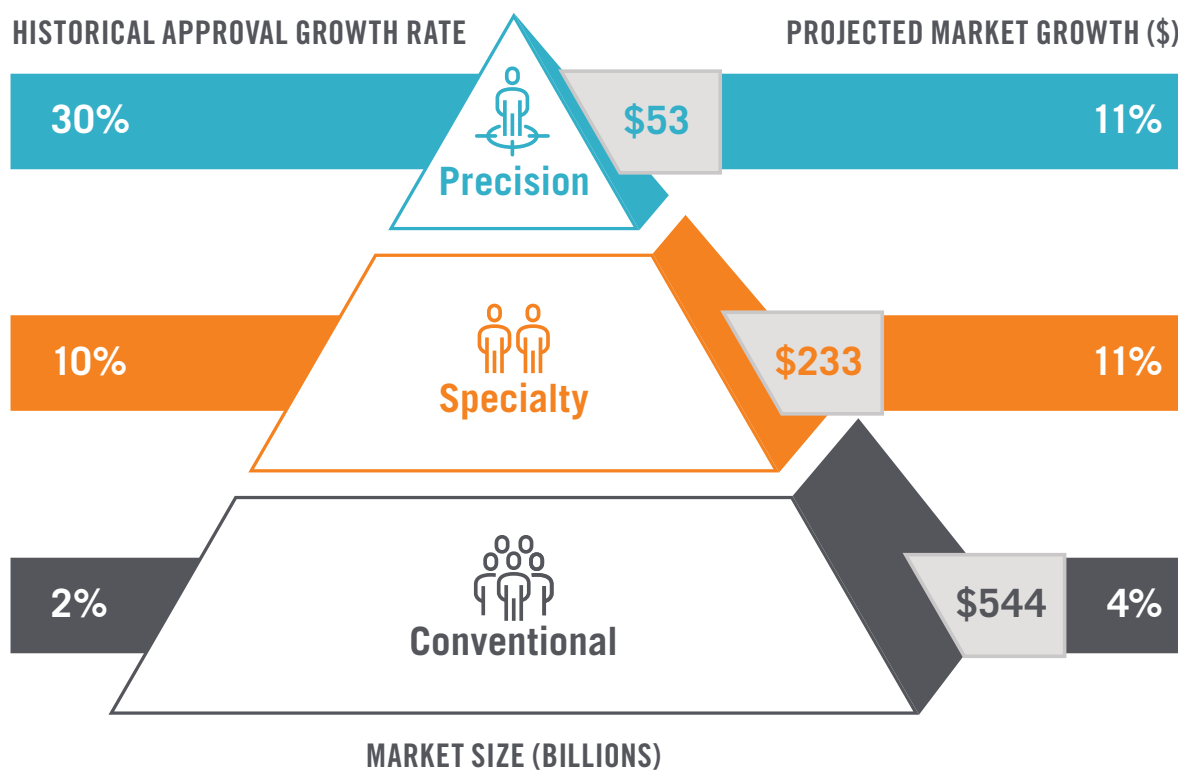 HISTORICAL APPROVAL GROWTH RATE
PROJECTED MARKET GROWTH ($)
30%
Precision
$53
11%
10%
Specialty
$233
11%
2%
Conventional
$544
4%
MARKET SIZE (BILLIONS)